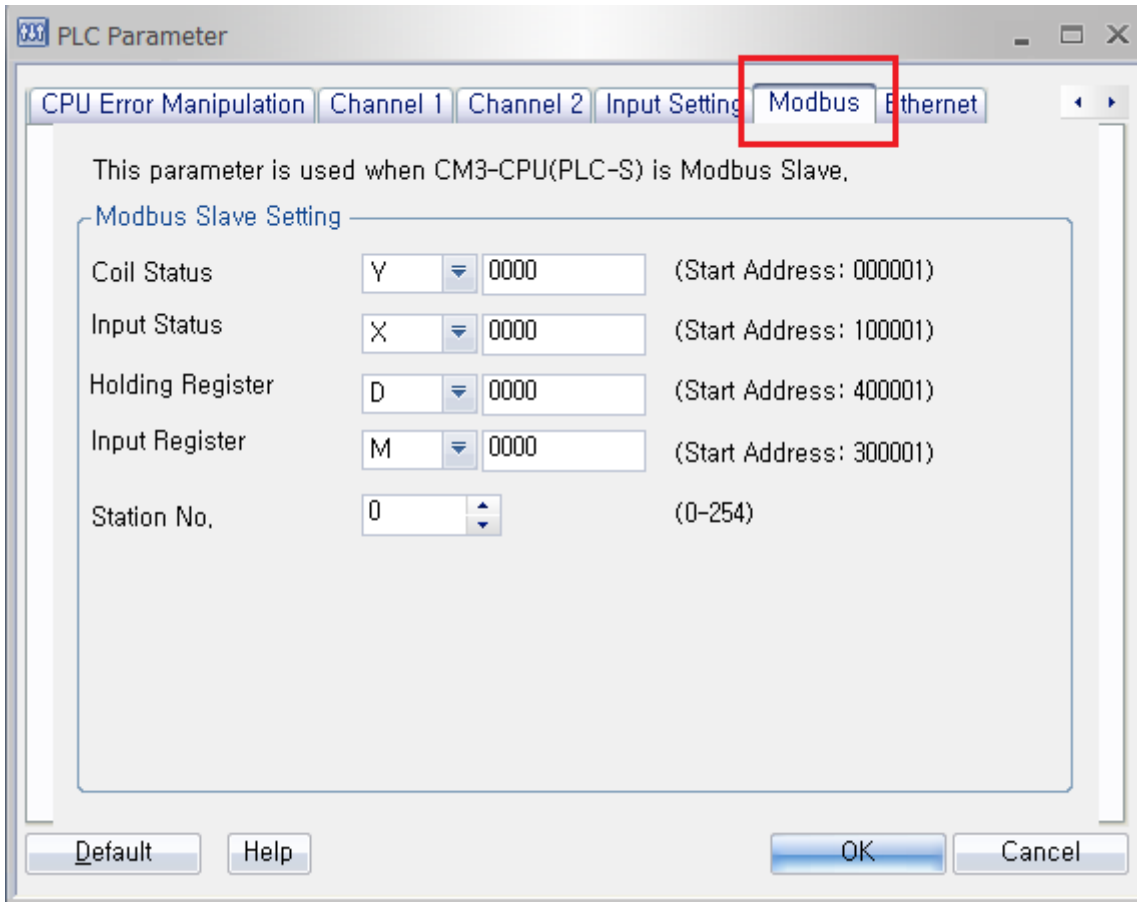 PLC Parameter
CPU Error Manipulation Channel 1 Channel 2 Input Setting Modbus Ethernet
This parameter is used when CM3-CPU(PLC-S) is Modbus Slave,
Modbus Slave Setting
Coil Status Y 0000 (Start Address: 000001)
Input Status X 0000 (Start Address: 100001)
Holding Register D 0000 (Start Address: 400001)
Input Register M 0000 (Start Address: 300001)
Station No, 0 (0-254)
Default Help OK Cancel